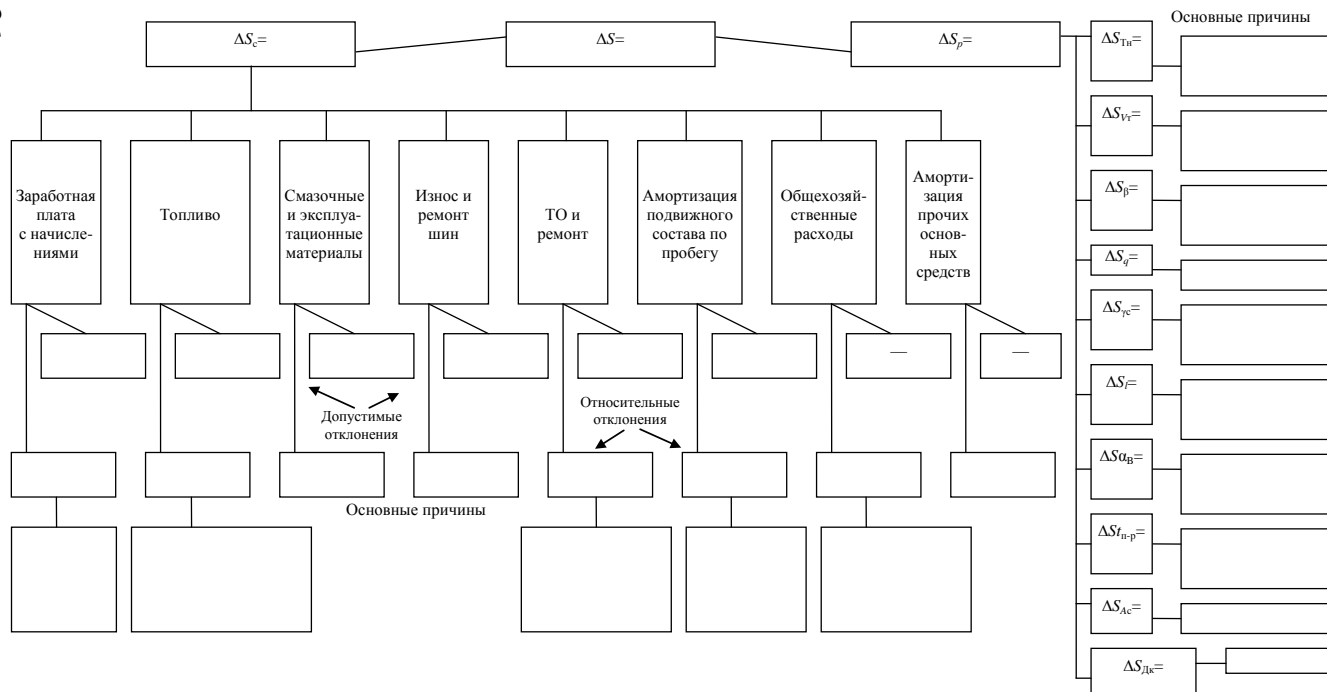 Основные причины
ΔSс=
ΔS=
ΔSр=
ΔSТн=
ΔSVт=
ΔSβ=
ΔSq=
ΔSγс=
ΔSl=
ΔSαв=
ΔStп-р=
ΔSАс=
ΔSДк=
Заработная
плата
с начисле-
ниями
Топливо
Смазочные
и эксплуа-
тационные
материалы
Износ и
ремонт
шин
ТО и
ремонт
Амортизация
подвижного
состава по
пробегу
Общехозяй-
ственные
расходы
Аморти-
зация
прочих
основ-
ных
средств
—
—
Допустимые
отклонения
Относительные
отклонения
Основные причины